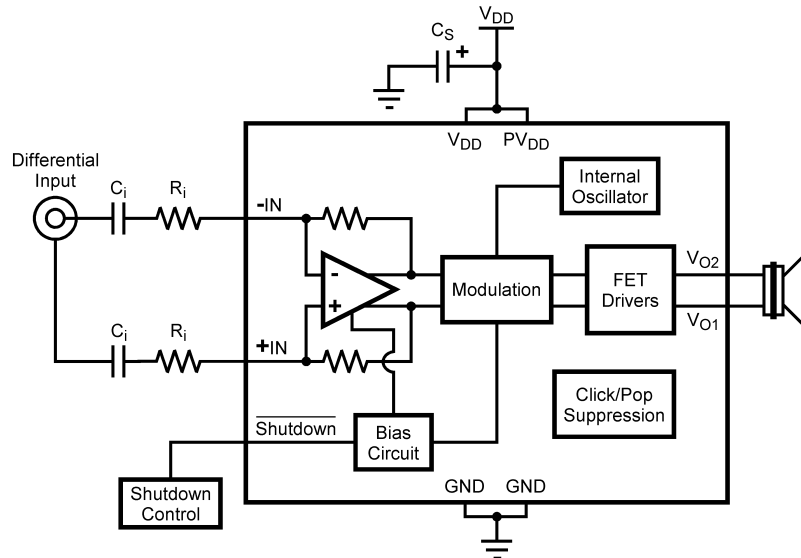 VDD
CS
+
VDD PVDD
Differential
Input
Ci
Ri
-IN
Internal
Oscillator
-
+
Modulation
FET
Drivers
VO2
VO1
Ci
Ri
+IN
Click/Pop
Suppression
Shutdown
Bias
Circuit
Shutdown
Control
GND GND